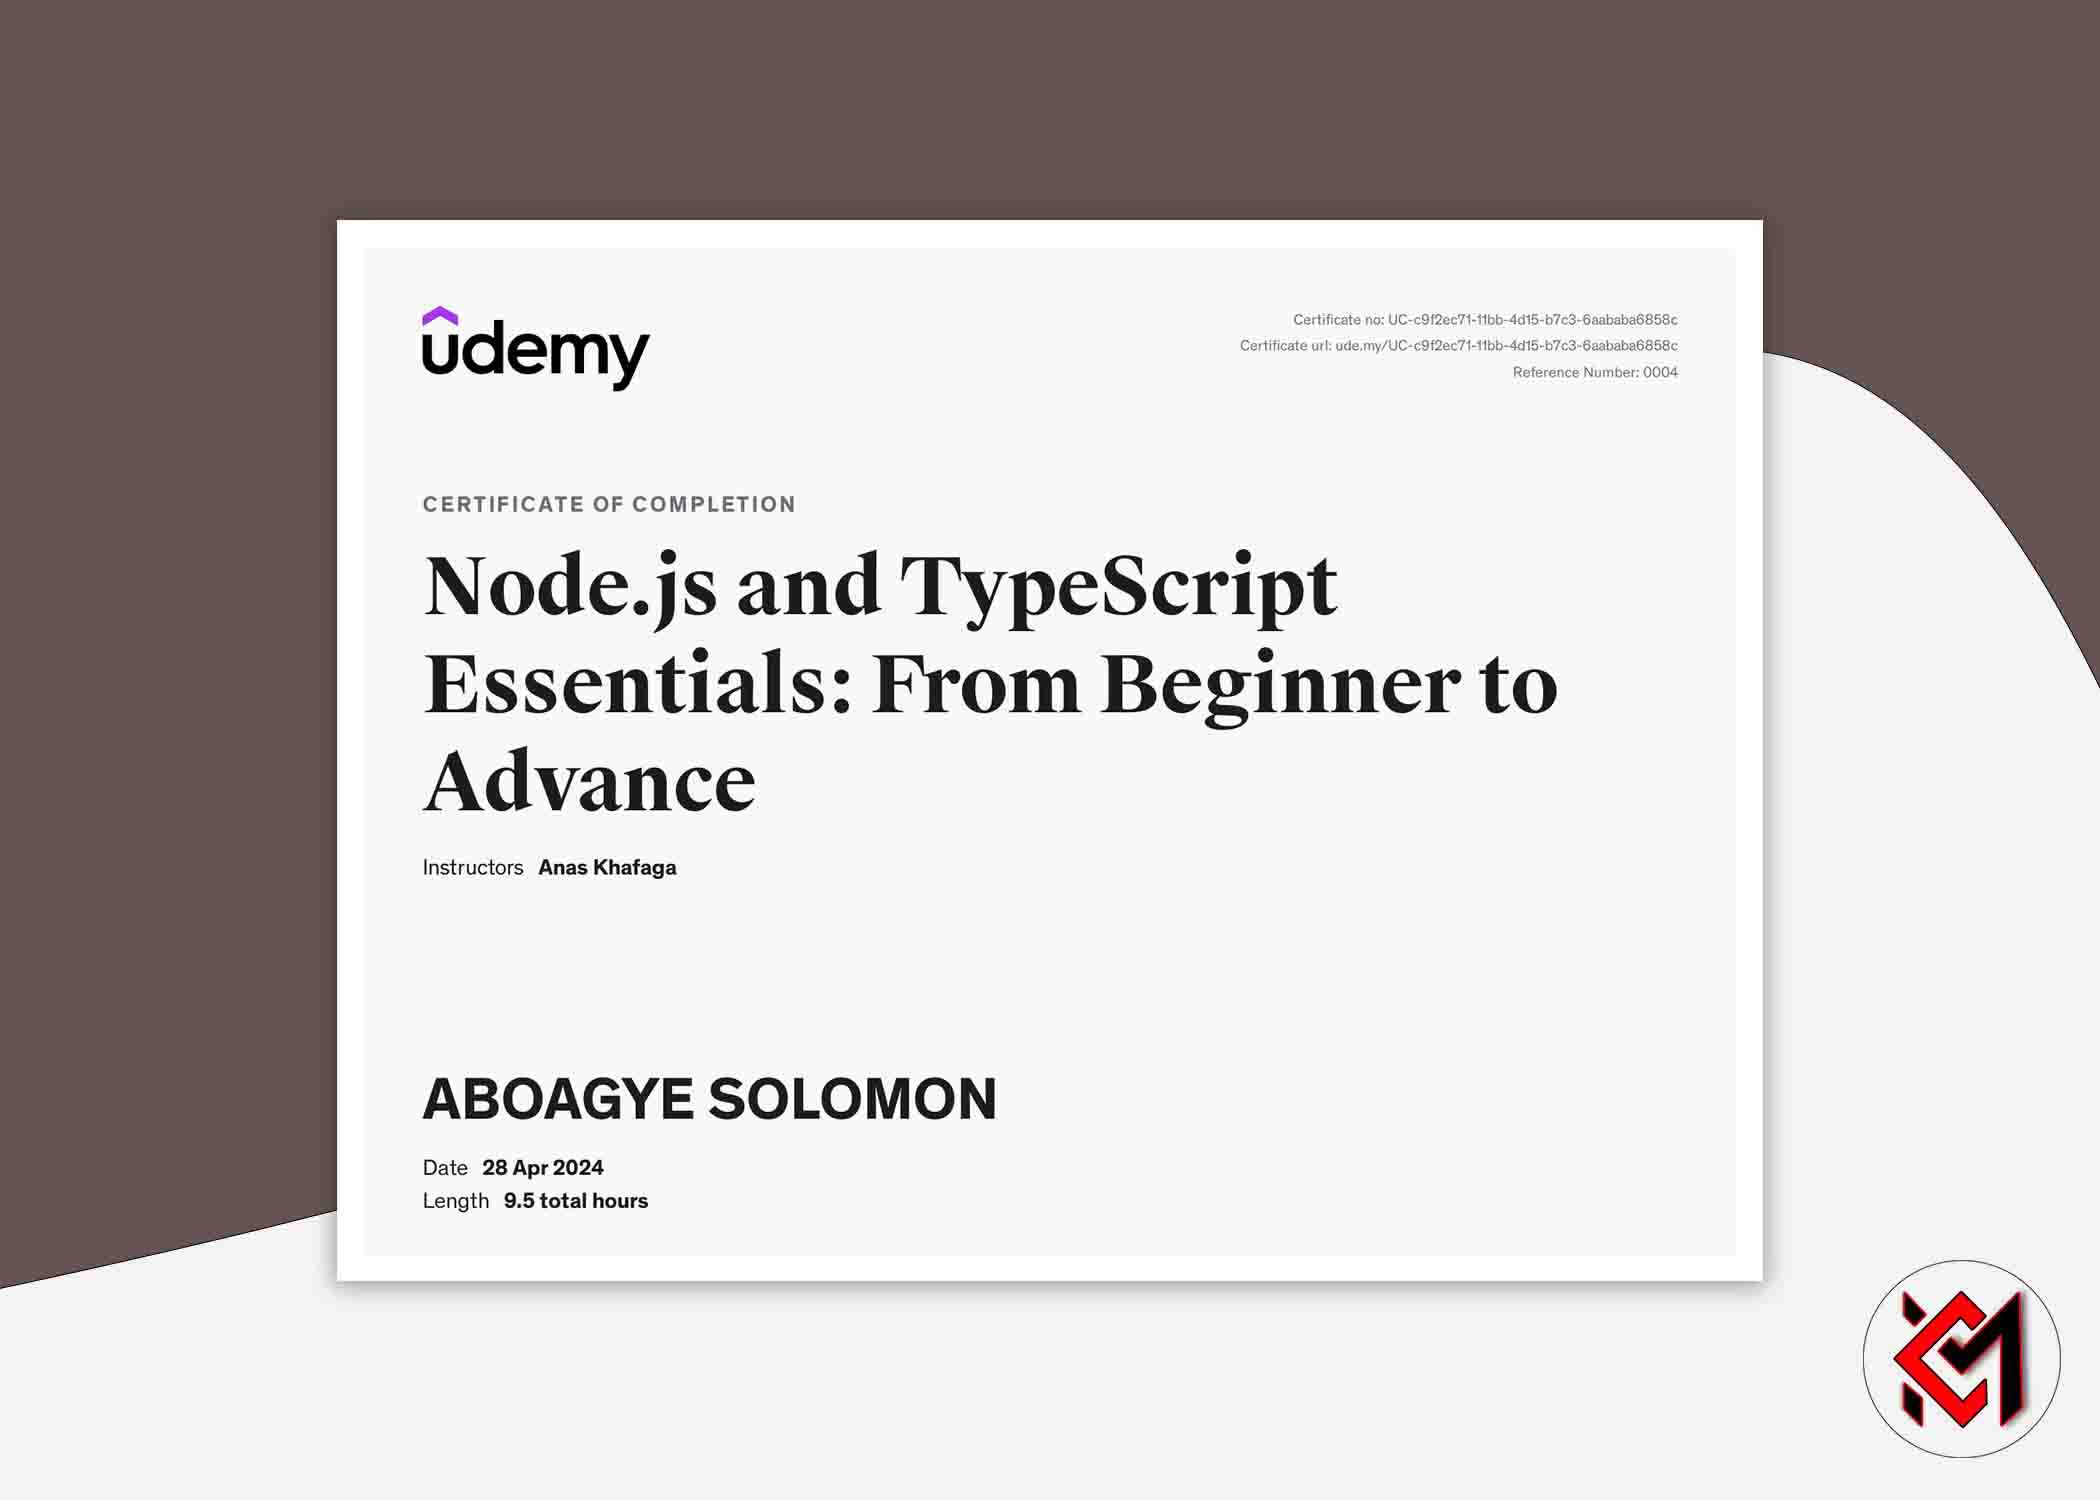 udemy
Certificate no: UC-c9f2ec71-11bb-4d15-b7c3-6aababa6858c
Certificate url: ude.my/UC-c9f2ec71-11bb-4d15-b7c3-6aababa6858c
Reference Number: 0004
CERTIFICATE OF COMPLETION
Node.js and TypeScript
Essentials: From Beginner to
Advance
Instructors Anas Khafaga
ABOAGYE SOLOMON
Date 28 Apr 2024
Length 9.5 total hours